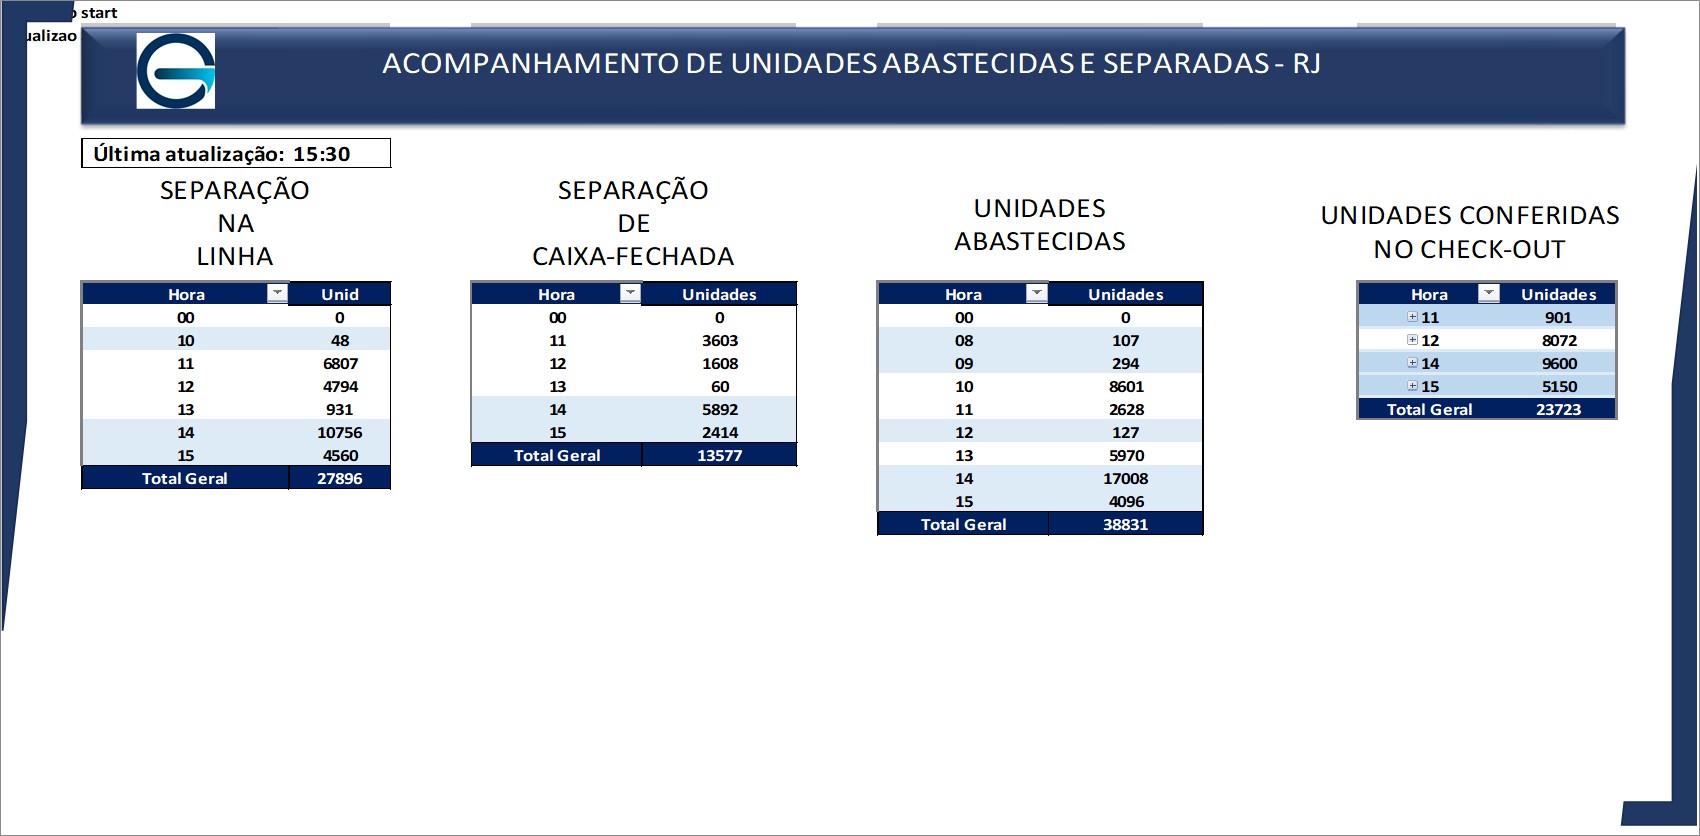 start
ACOMPANHAMENTO DE UNIDADES ABASTECIDAS E SEPARADAS - RJ
Última atualização: 15:30
SEPARAÇÃO
NA
LINHA
Hora Unid
00 0
10 48
11 6807
12 4794
13 931
14 10756
15 4560
Total Geral 27896
SEPARAÇÃO
DE
CAIXA-FECHADA
Hora Unidades
00 0
11 3603
12 1608
13 60
14 5892
15 2414
Total Geral 13577
UNIDADES
ABASTECIDAS
Hora Unidades
00 0
08 107
09 294
10 8601
11 2628
12 127
13 5970
14 17008
15 4096
Total Geral 38831
UNIDADES CONFERIDAS
NO CHECK-OUT
Hora Unidades
11 901
12 8072
14 9600
15 5150
Total Geral 23723